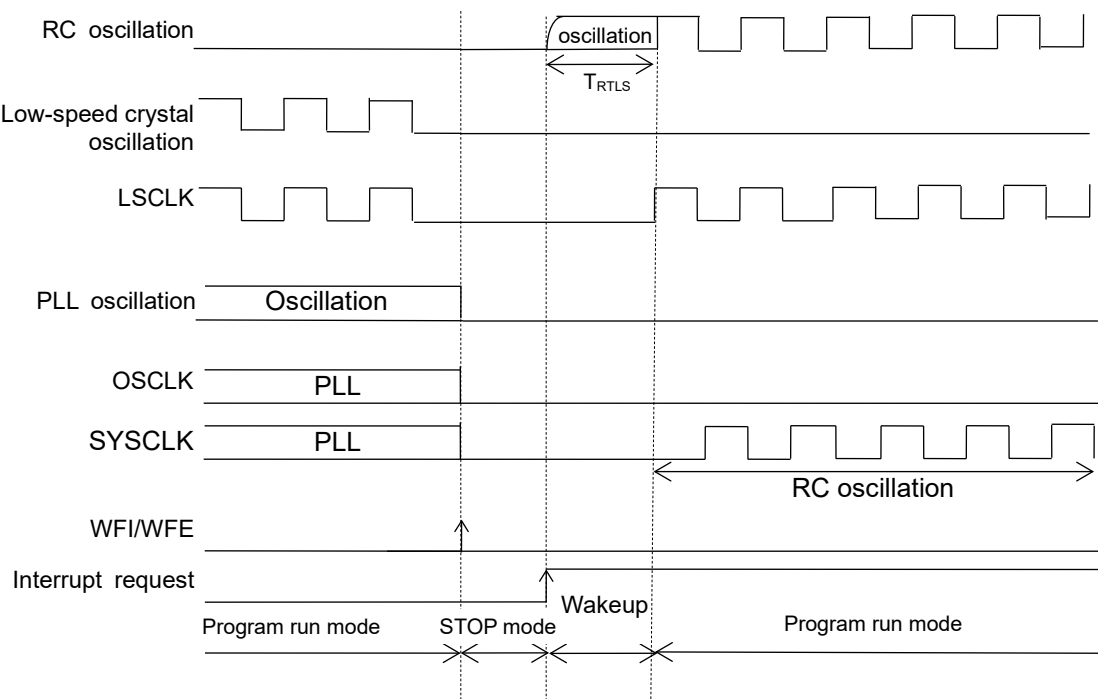 RC oscillation
oscillation
TRTLS
Low-speed crystal
oscillation
LSCLK
PLL oscillation
Oscillation
OSCLK
PLL
SYSCLK
PLL
RC oscillation
WFI/WFE
Interrupt request
Wakeup
Program run mode
STOP mode
Program run mode